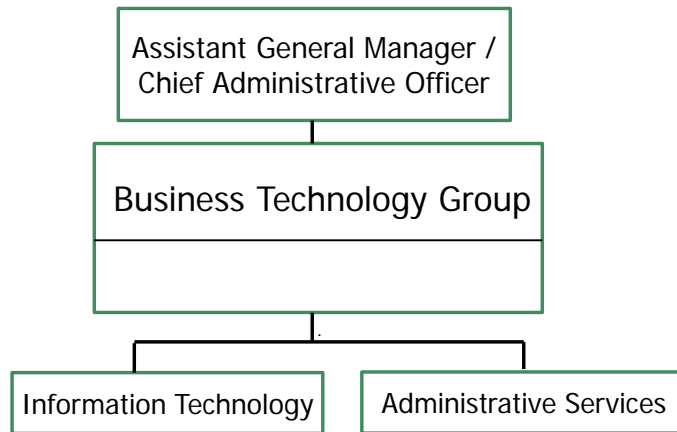 Assistant General Manager /
Chief Administrative Officer
Business Technology Group
Information Technology
Administrative Services